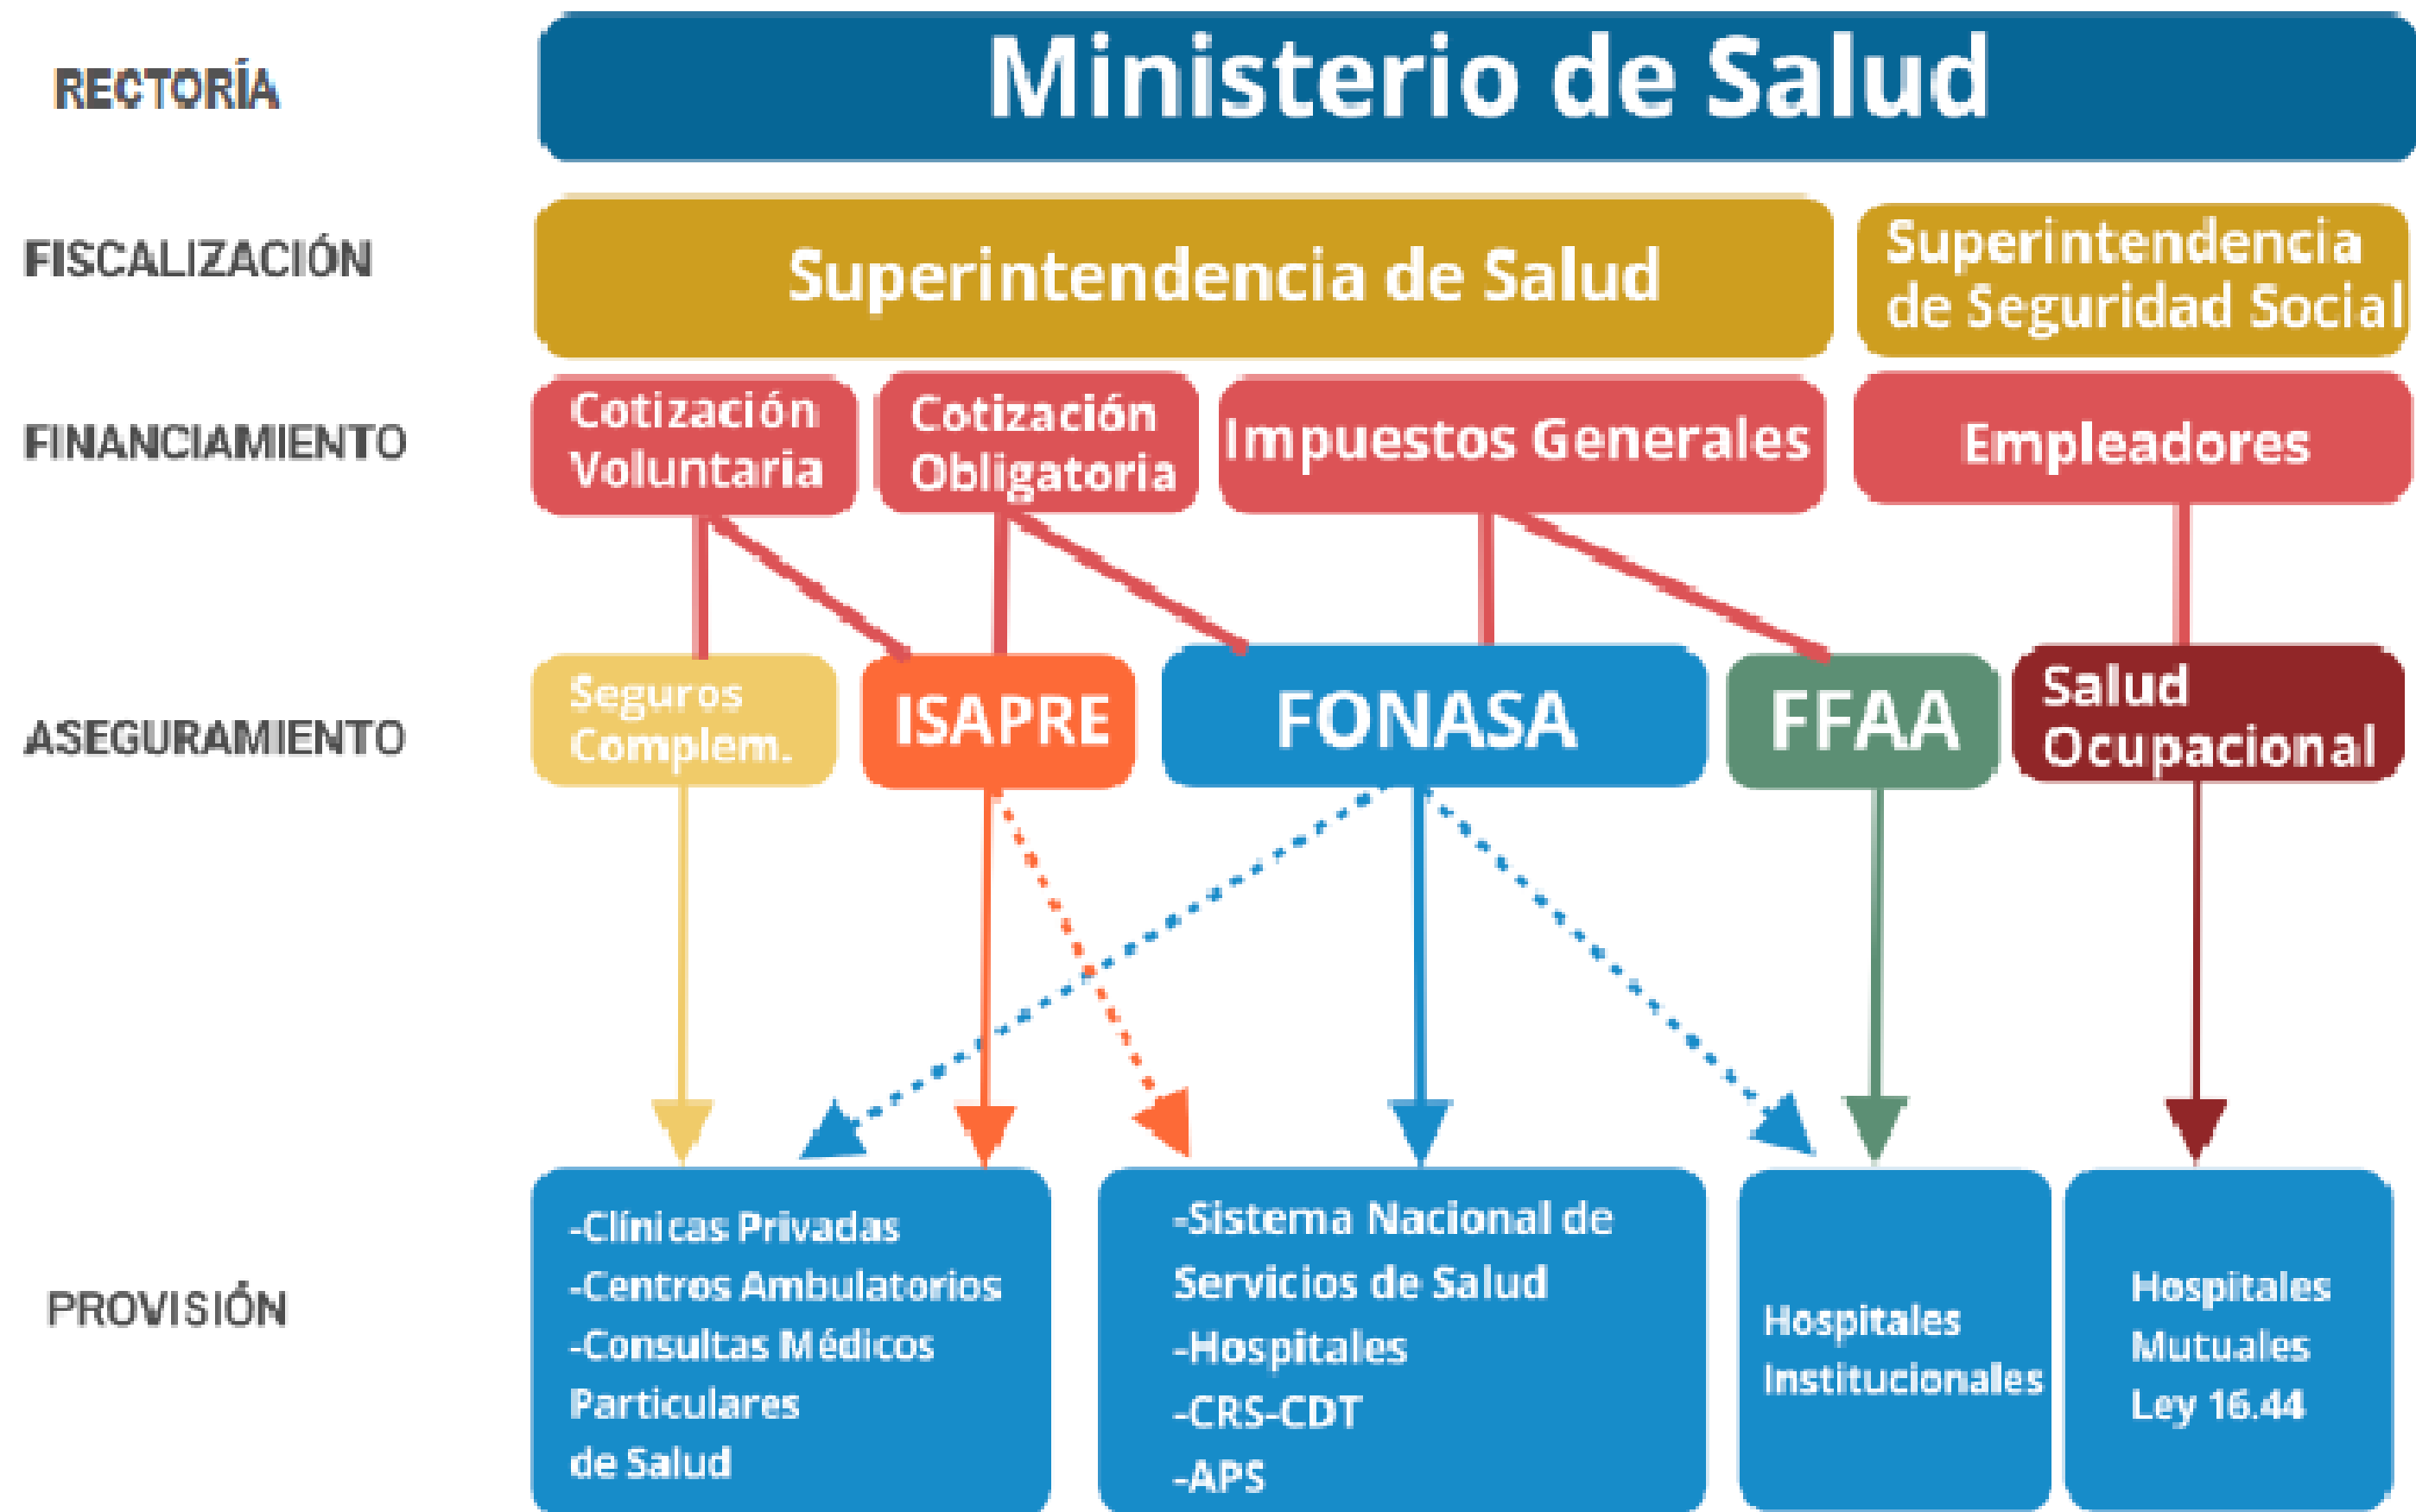 RECTORÍA
Ministerio de Salud
FISCALIZACIÓN
Superintendencia de Salud
Superintendencia
de Seguridad Social
FINANCIAMIENTO
Cotización
Voluntaria
Cotización
Obligatoria
Impuestos Generales
Empleadores
ASEGURAMIENTO
Seguros
Complem.
ISAPRE
FONASA
FFAA
Salud
Ocupacional
PROVISIÓN
-Clínicas Privadas
-Centros Ambulatorios
-Consultas Médicos
Particulares
de Salud
-Sistema Nacional de
Servicios de Salud
-Hospitales
-CRS-CDT
-APS
Hospitales
Institucionales
Hospitales
Mutuales
Ley 16.44